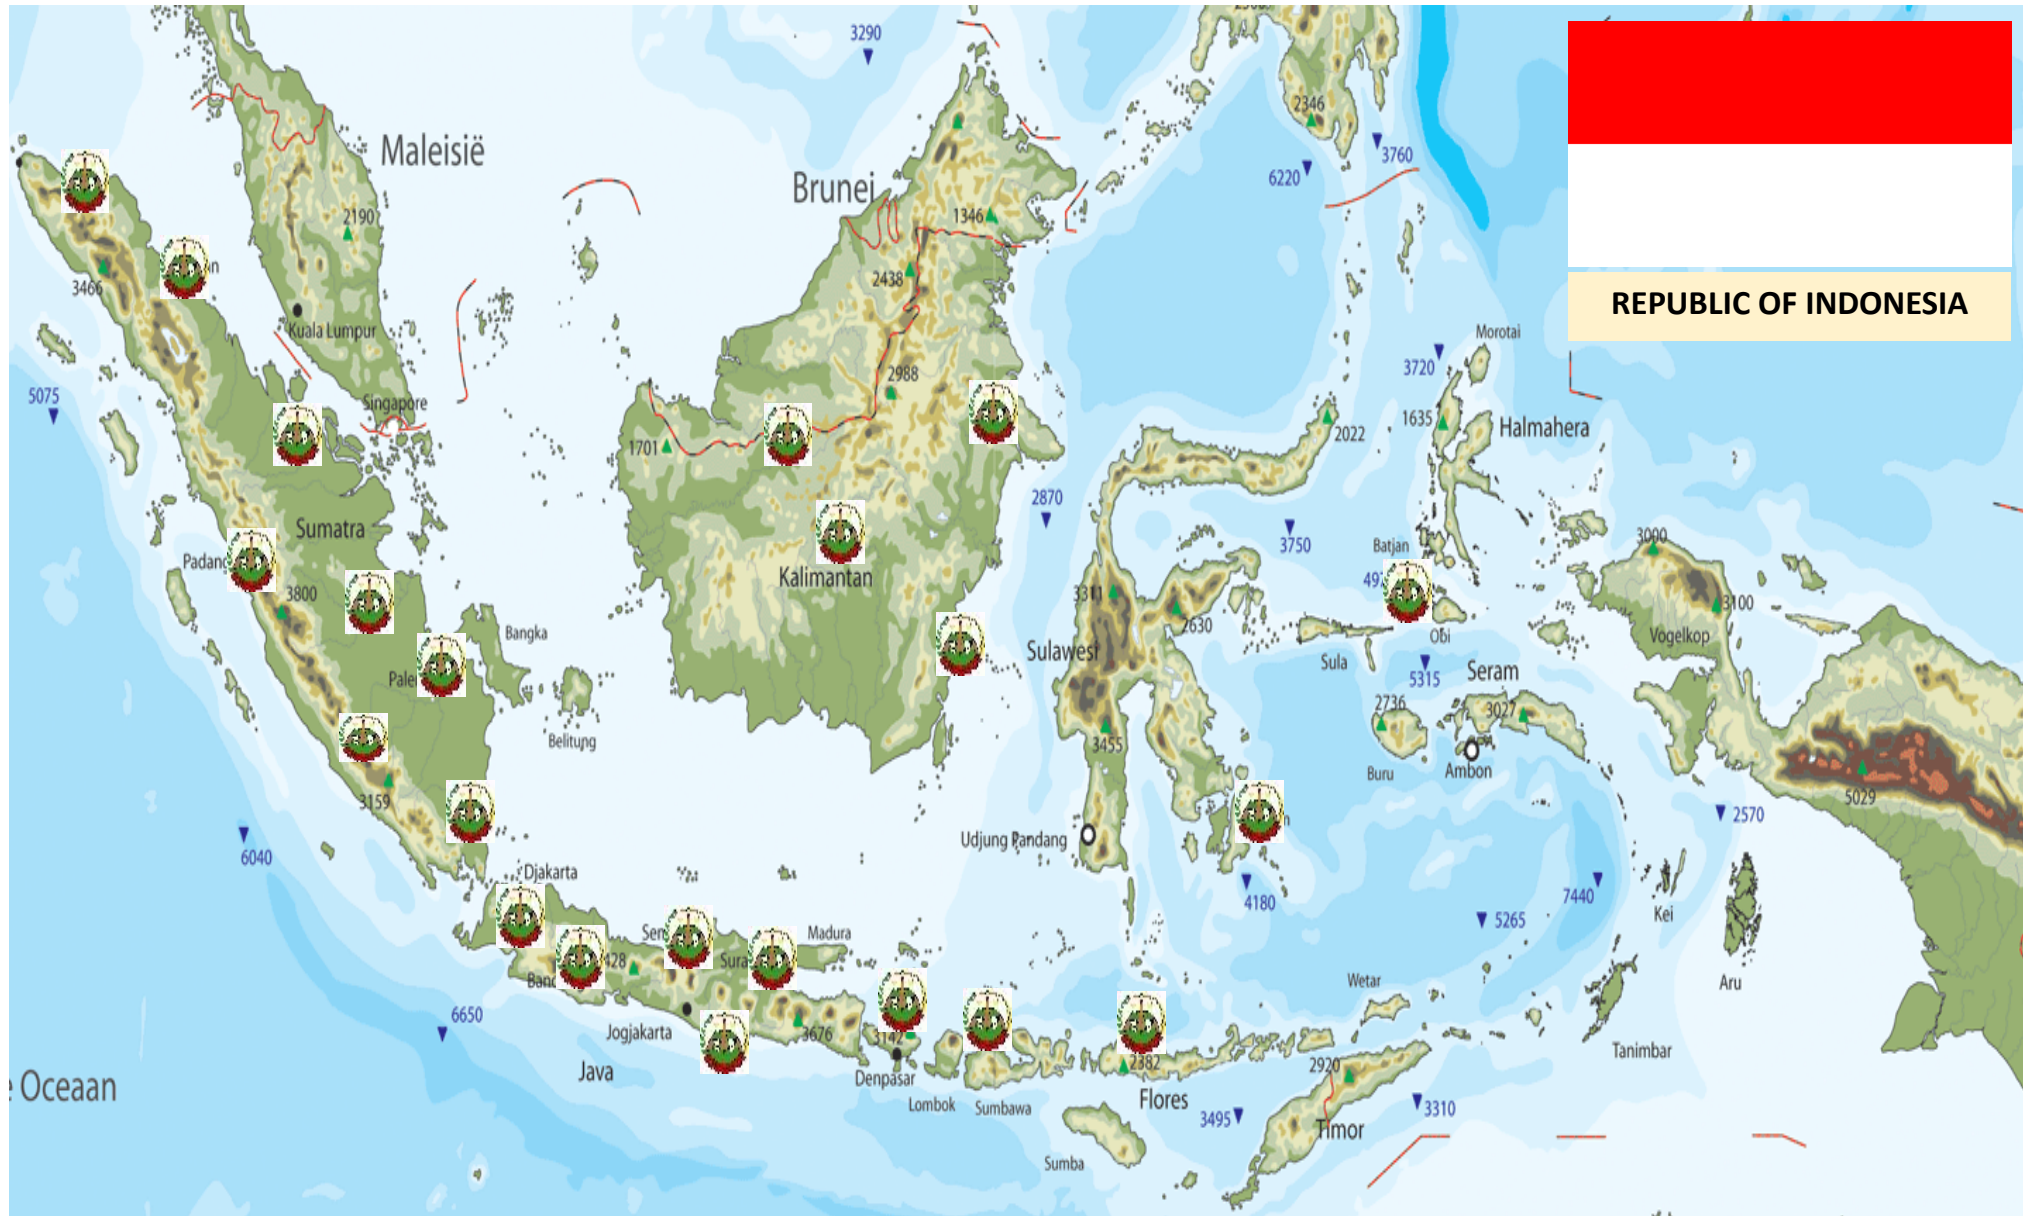 3290
REPUBLIC OF INDONESIA
Maleisië
Brunei
2346
3760
6220
2190
1346
2438
3466
Kuala Lumpur
Morotai
3720
5075
2988
Singapore
1635
Halmahera
2022
1701
2870
Sumatra
3750
Batjan
3000
Padang
Kalimantan
3800
3311
3100
2630
Bangka
Obi
Vogelkop
Sulawesi
Sula
5315
Seram
2736
3027
Belitung
3455
Buru
Ambon
3159
5029
2570
Udjung Pandang
6040
Djakarta
4180
7440
5265
Kei
Madura
Aru
Wetar
6650
Jogjakarta
3676
3142
Tanimbar
Java
Denpasar
2382
2920
Oceaan
Lombok
Sumbawa
Flores
3495
3310
Timor
Sumba